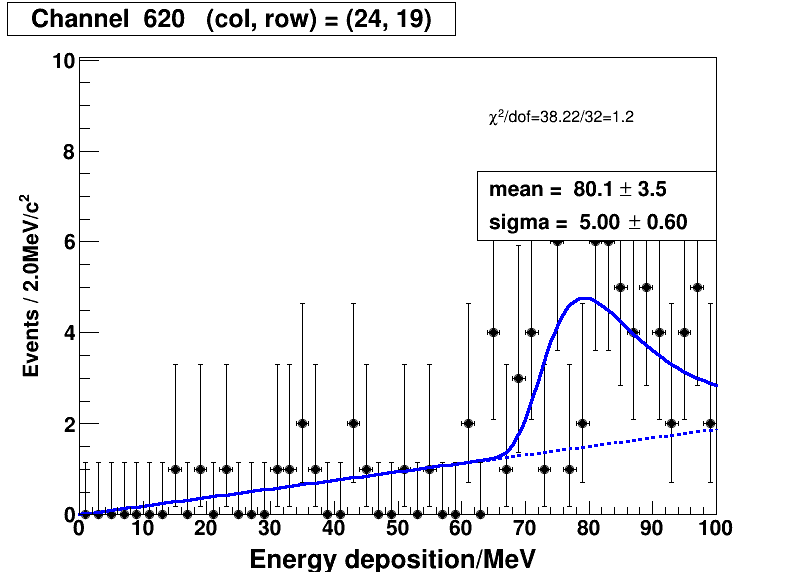 Channel 620 (col, row) = (24, 19)
χ²/dof=38.22/32=1.2
mean = 80.1 ± 3.5
sigma = 5.00 ± 0.60
Events / 2.0MeV/c²
10
8
6
4
2
0
0 10 20 30 40 50 60 70 80 90 100
Energy deposition/MeV